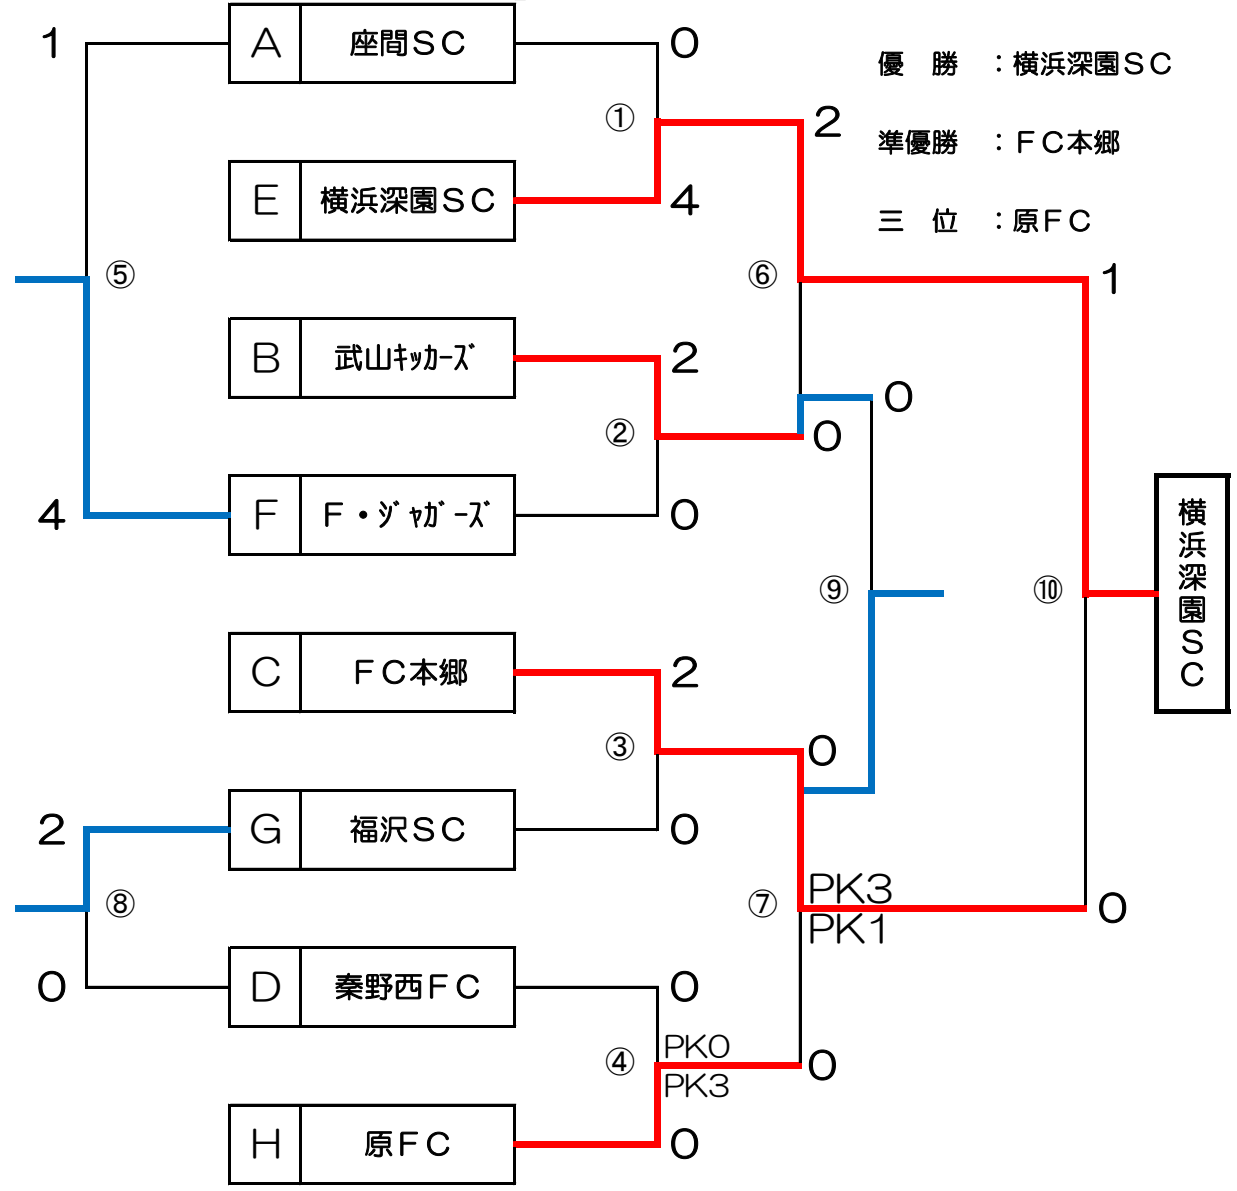 1
A 座間ＳＣ
0
優　勝　：横浜深園ＳＣ
①
2
準優勝　：ＦＣ本郷
E 横浜深園ＳＣ
4
三　位　：原ＦＣ
⑤
⑥
1
B 武山ｷｯｶｰｽﾞ
2
0
②
0
4
F Ｆ・ｼﾞｬｶﾞｰｽﾞ
0
横浜深園ＳＣ
⑨
⑩
C ＦＣ本郷
2
③
0
2
G 福沢ＳＣ
0
⑧
⑦
PK3
0
PK1
0
D 秦野西ＦＣ
0
④
PK0
0
PK3
H 原ＦＣ
0